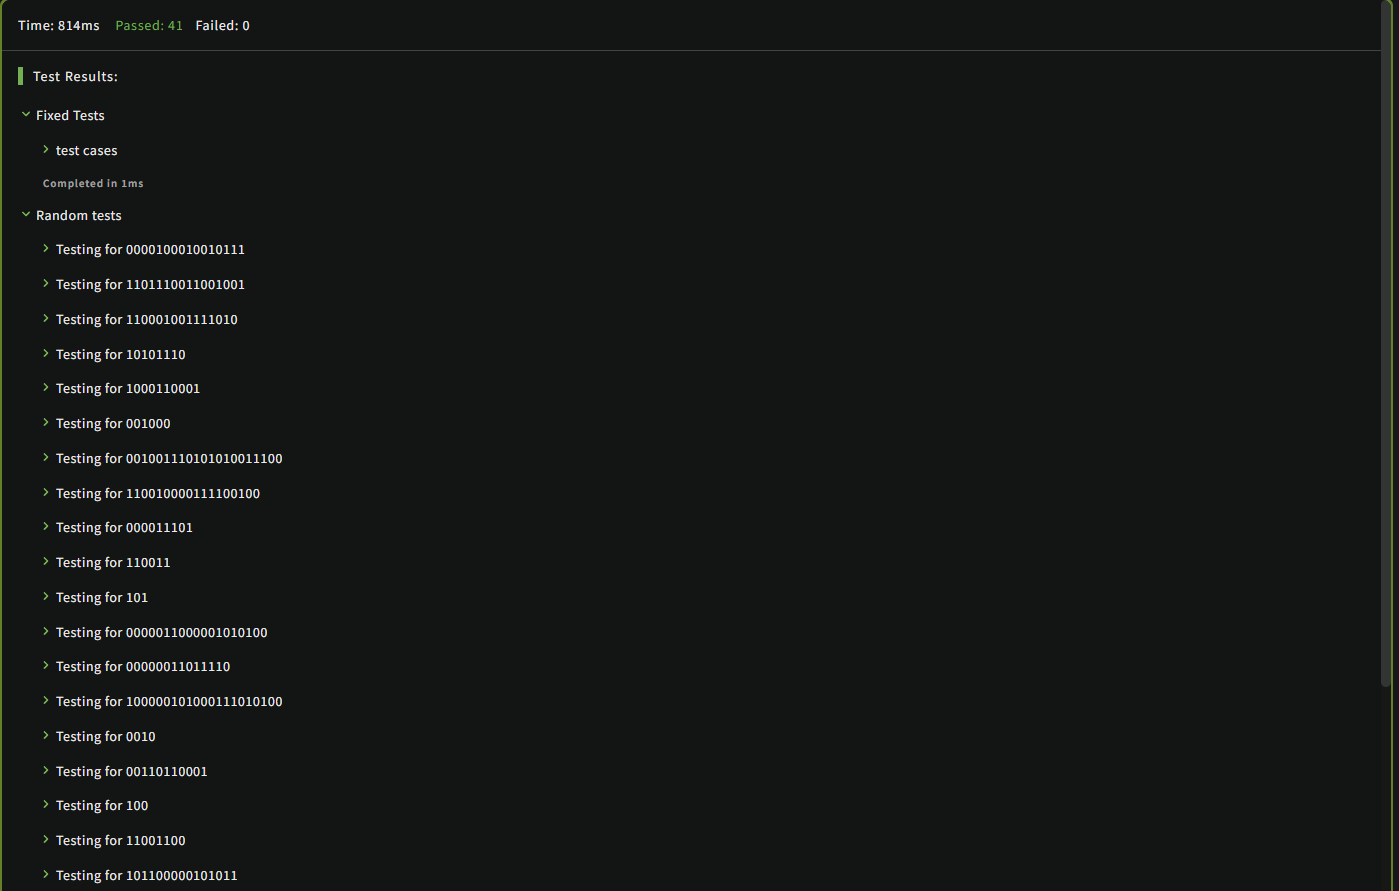 Time: 814ms Passed: 41 Failed: 0
Test Results:
Fixed Tests
test cases
Completed in 1ms
Random tests
Testing for 0000100010010111
Testing for 1101110011001001
Testing for 110001001111010
Testing for 10101110
Testing for 1000110001
Testing for 001000
Testing for 001001110101010011100
Testing for 110010000111100100
Testing for 000011101
Testing for 110011
Testing for 101
Testing for 0000011000001010100
Testing for 00000011011110
Testing for 100000101000111010100
Testing for 0010
Testing for 00110110001
Testing for 100
Testing for 11001100
Testing for 101100000101011